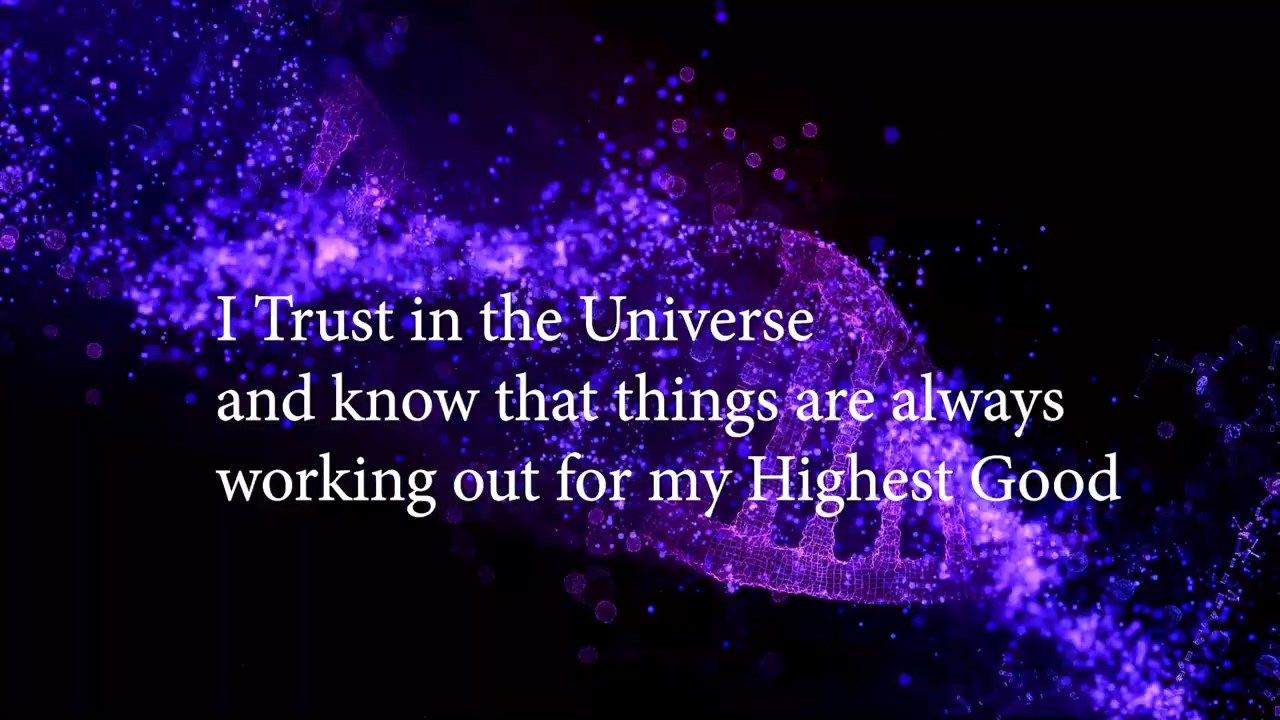 I Trust in the Universe
and know that things are always
working out for my Highest Good